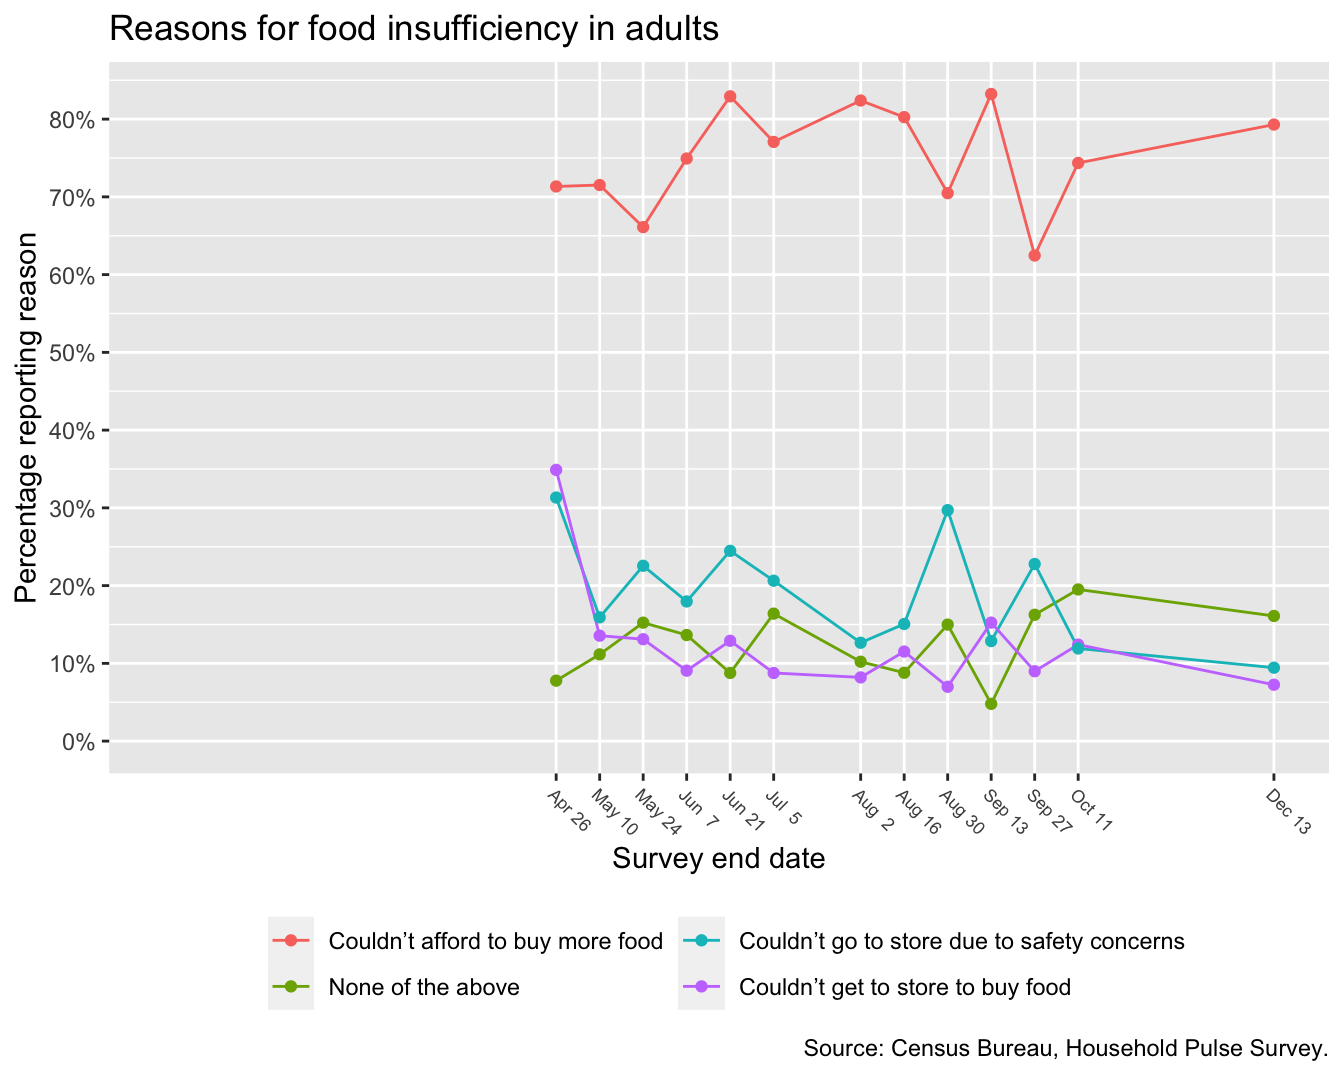 Reasons for food insufficiency in adults
Percentage reporting reason
80%
70%
60%
50%
40%
30%
20%
10%
0%
Apr 26
May 10
May 24
Jun  7
Jun 21
Jul  5
Aug  2
Aug 16
Aug 30
Sep 13
Sep 27
Oct 11
Dec 13
Survey end date
Couldn’t afford to buy more food
Couldn’t go to store due to safety concerns
None of the above
Couldn’t get to store to buy food
Source: Census Bureau, Household Pulse Survey.